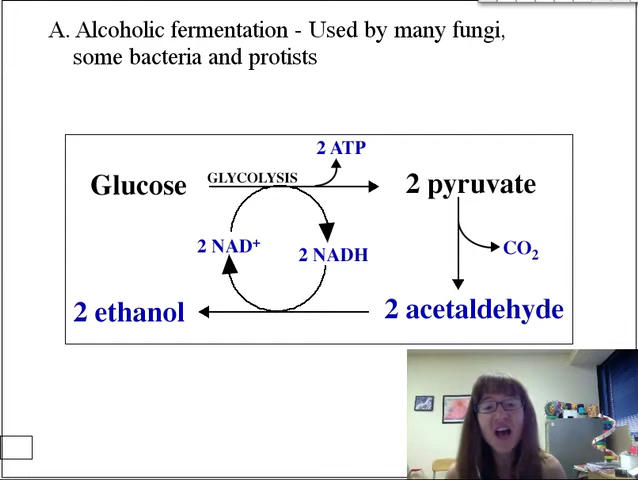 A. Alcoholic fermentation - Used by many fungi,
some bacteria and protists
2 ATP
GLYCOLYSIS
Glucose
2 pyruvate
2 NAD⁺
2 NADH
CO₂
2 ethanol
2 acetaldehyde